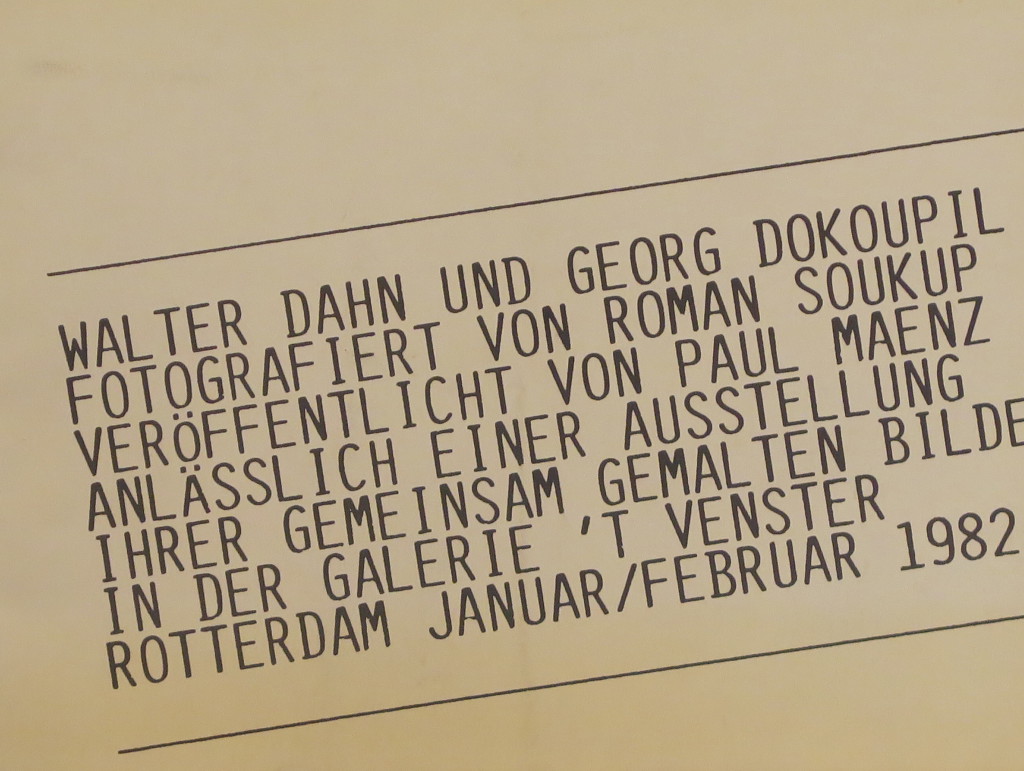 WALTER DAHN UND GEORG DOKOUPIL
FOTOGRAFIERT VON ROMAN SOUKUP
VERÖFFENTLICHT VON PAUL MAENZ
ANLÄSSLICH EINER AUSSTELLUNG
IHRER GEMEINSAM GEMALTEN BILDE
IN DER GALERIE 'T VENSTER
ROTTERDAM JANUAR/FEBRUAR 1982